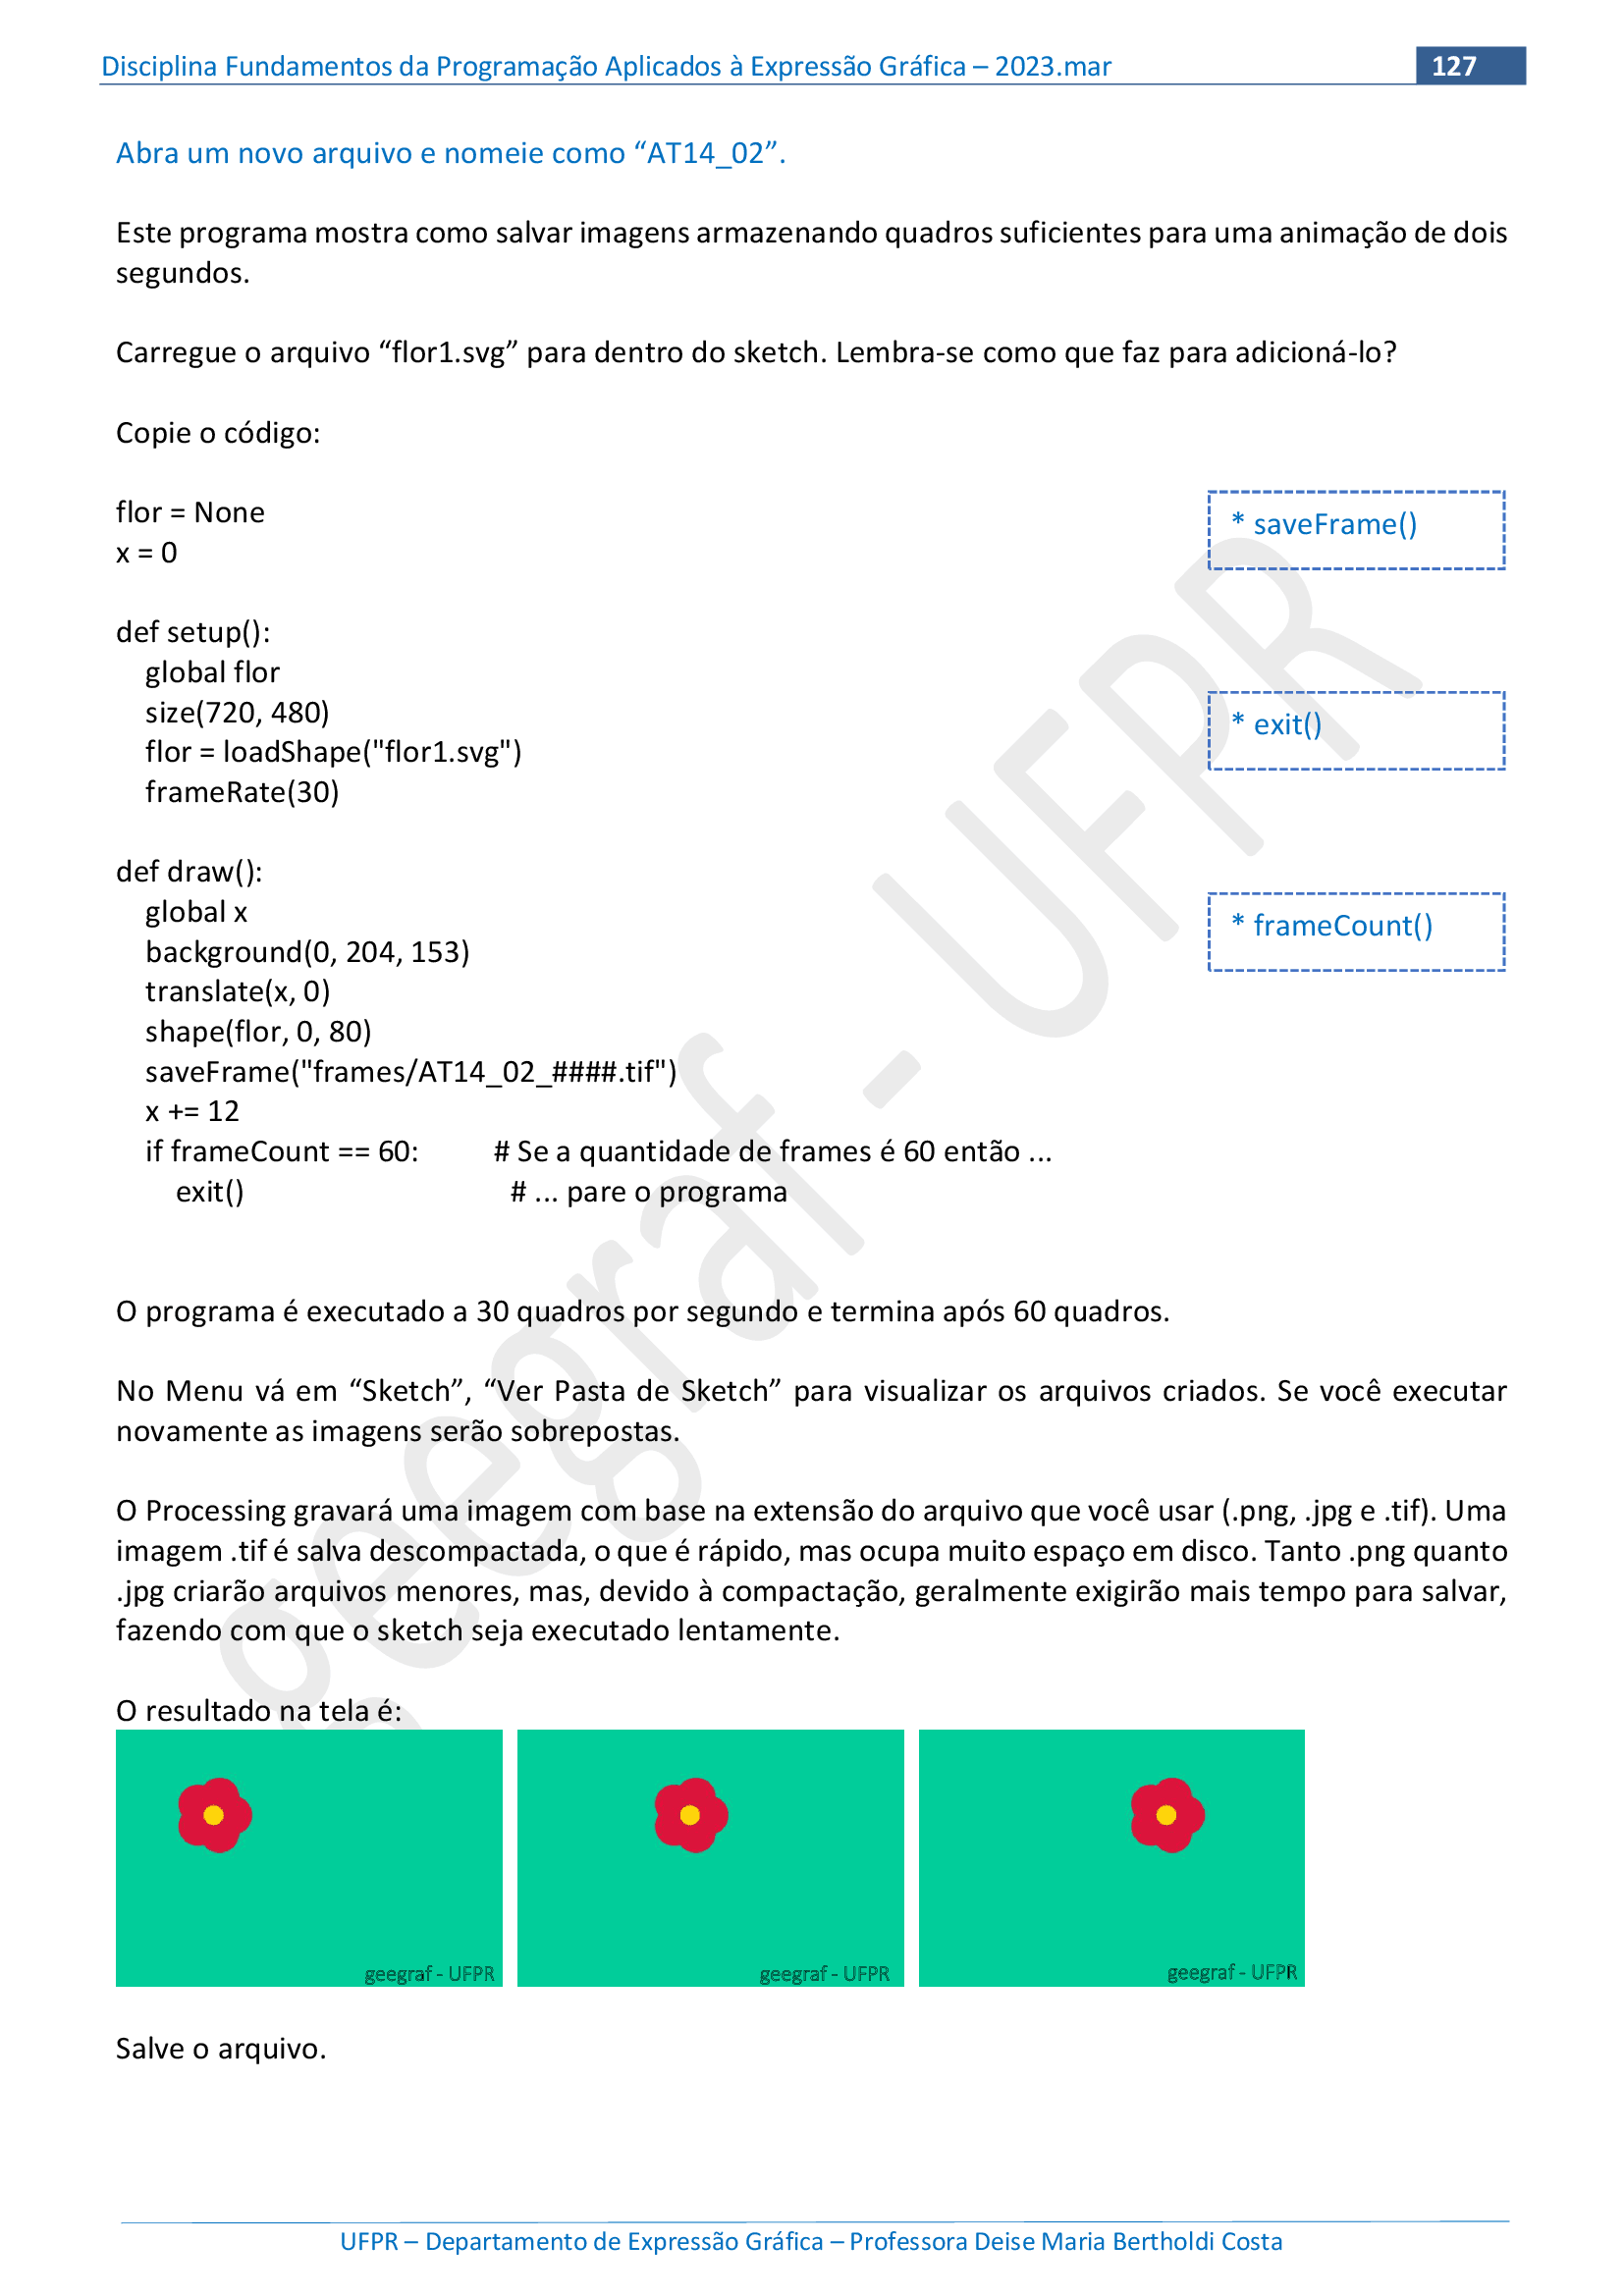 Disciplina Fundamentos da Programação Aplicados à Expressão Gráfica – 2023.mar
127
Abra um novo arquivo e nomeie como “AT14_02”.
Este programa mostra como salvar imagens armazenando quadros suficientes para uma animação de dois
segundos.
Carregue o arquivo “flor1.svg” para dentro do sketch. Lembra-se como que faz para adicioná-lo?
Copie o código:
flor = None
x = 0
* saveFrame()
def setup():
global flor
size(720, 480)
flor = loadShape("flor1.svg")
frameRate(30)
* exit()
def draw():
global x
background(0, 204, 153)
translate(x, 0)
shape(flor, 0, 80)
saveFrame("frames/AT14_02_####.tif")
x += 12
if frameCount == 60: # Se a quantidade de frames é 60 então ...
exit() # ... pare o programa
* frameCount()
O programa é executado a 30 quadros por segundo e termina após 60 quadros.
No Menu vá em “Sketch”, “Ver Pasta de Sketch” para visualizar os arquivos criados. Se você executar
novamente as imagens serão sobrepostas.
O Processing gravará uma imagem com base na extensão do arquivo que você usar (.png, .jpg e .tif). Uma
imagem .tif é salva descompactada, o que é rápido, mas ocupa muito espaço em disco. Tanto .png quanto
.jpg criarão arquivos menores, mas, devido à compactação, geralmente exigirão mais tempo para salvar,
fazendo com que o sketch seja executado lentamente.
O resultado na tela é:
geegraf - UFPR
geegraf - UFPR
geegraf - UFPR
Salve o arquivo.
geegraf - UFPR
UFPR – Departamento de Expressão Gráfica – Professora Deise Maria Bertholdi Costa